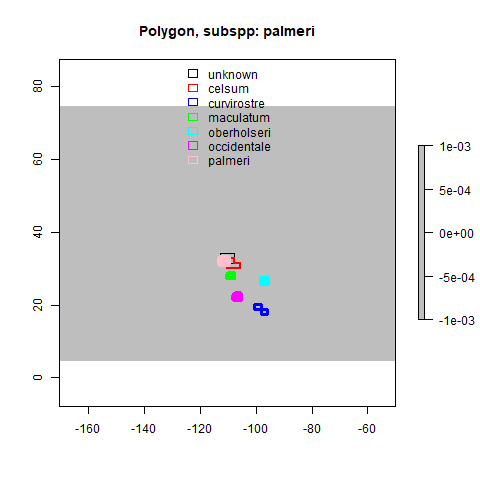 Polygon, subspp: palmeri
unknown
celsum
curvirostre
maculatum
oberholseri
occidentale
palmeri
80
60
40
20
0
-160
-140
-120
-100
-80
-60
1e-03
5e-04
0e+00
-5e-04
-1e-03